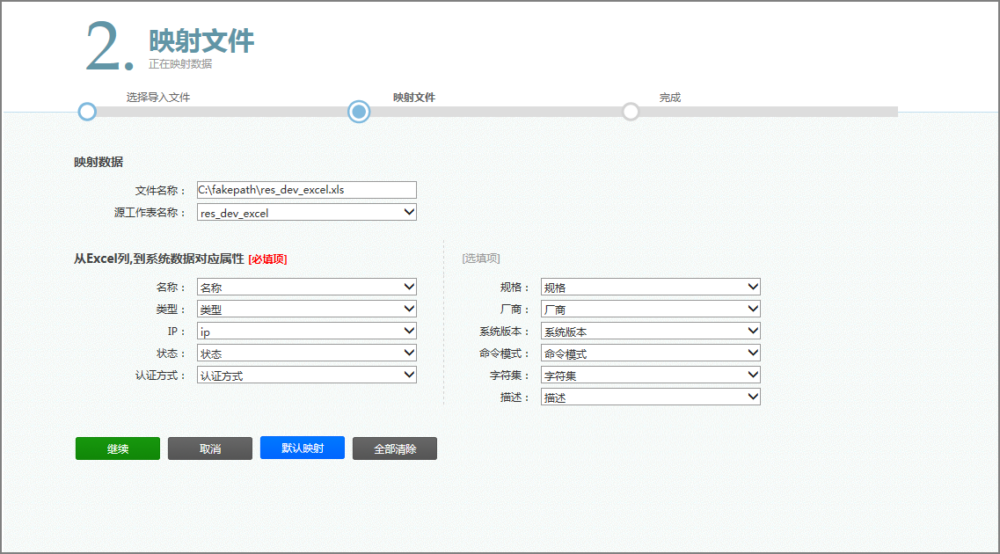 2.
映射文件
正在映射数据
选择导入文件 映射文件 完成
映射数据
文件名称： C:\fakepath\res_dev_excel.xls
源工作表名称： res_dev_excel
从Excel列,到系统数据对应属性 [必填项]
名称： 名称
类型： 类型
IP： ip
状态： 状态
认证方式： 认证方式
[选填项]
规格： 规格
厂商： 厂商
系统版本： 系统版本
命令模式： 命令模式
字符集： 字符集
描述： 描述
继续 取消 默认映射 全部清除